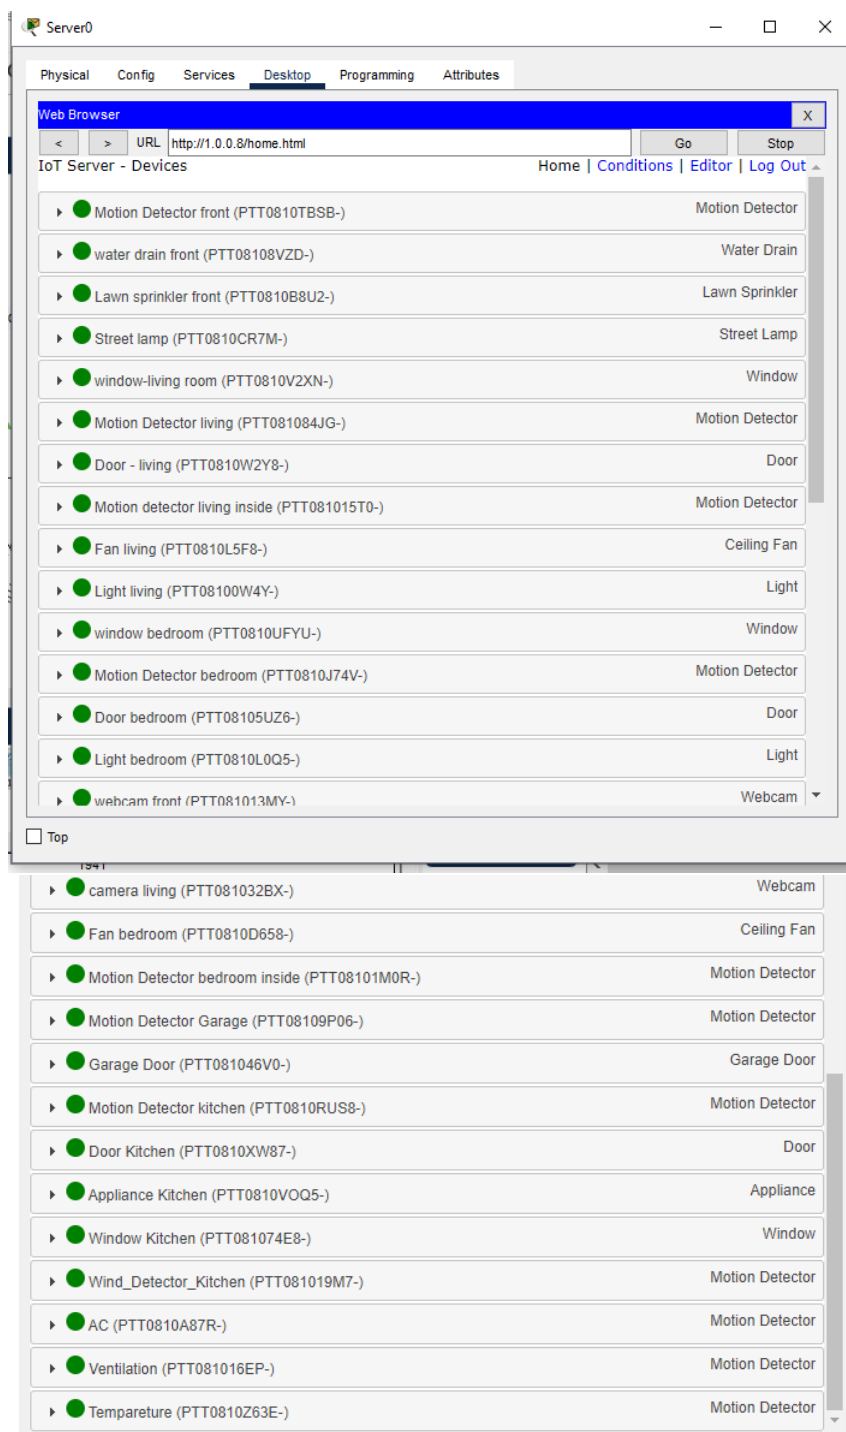 Server0
Physical Config Services Desktop Programming Attributes
Web Browser X
< > URL http://1.0.0.8/home.html Go Stop
IoT Server - Devices Home | Conditions | Editor | Log Out
Motion Detector front (PTT0810TBSB-) Motion Detector
water drain front (PTT08108VZD-) Water Drain
Lawn sprinkler front (PTT0810B8U2-) Lawn Sprinkler
Street lamp (PTT0810CR7M-) Street Lamp
window-living room (PTT0810V2XN-) Window
Motion Detector living (PTT081084JG-) Motion Detector
Door - living (PTT0810W2Y8-) Door
Motion detector living inside (PTT081015T0-) Motion Detector
Fan living (PTT0810L5F8-) Ceiling Fan
Light living (PTT08100W4Y-) Light
window bedroom (PTT0810UFYU-) Window
Motion Detector bedroom (PTT0810J74V-) Motion Detector
Door bedroom (PTT08105UZ6-) Door
Light bedroom (PTT0810L0Q5-) Light
webcam front (PTT081013MY-) Webcam
Top
1941
camera living (PTT081032BX-) Webcam
Fan bedroom (PTT0810D658-) Ceiling Fan
Motion Detector bedroom inside (PTT08101M0R-) Motion Detector
Motion Detector Garage (PTT08109P06-) Motion Detector
Garage Door (PTT081046V0-) Garage Door
Motion Detector kitchen (PTT0810RUS8-) Motion Detector
Door Kitchen (PTT0810XW87-) Door
Appliance Kitchen (PTT0810VOQ5-) Appliance
Window Kitchen (PTT081074E8-) Window
Wind_Detector_Kitchen (PTT081019M7-) Motion Detector
AC (PTT0810A87R-) Motion Detector
Ventilation (PTT081016EP-) Motion Detector
Tempareture (PTT0810Z63E-) Motion Detector